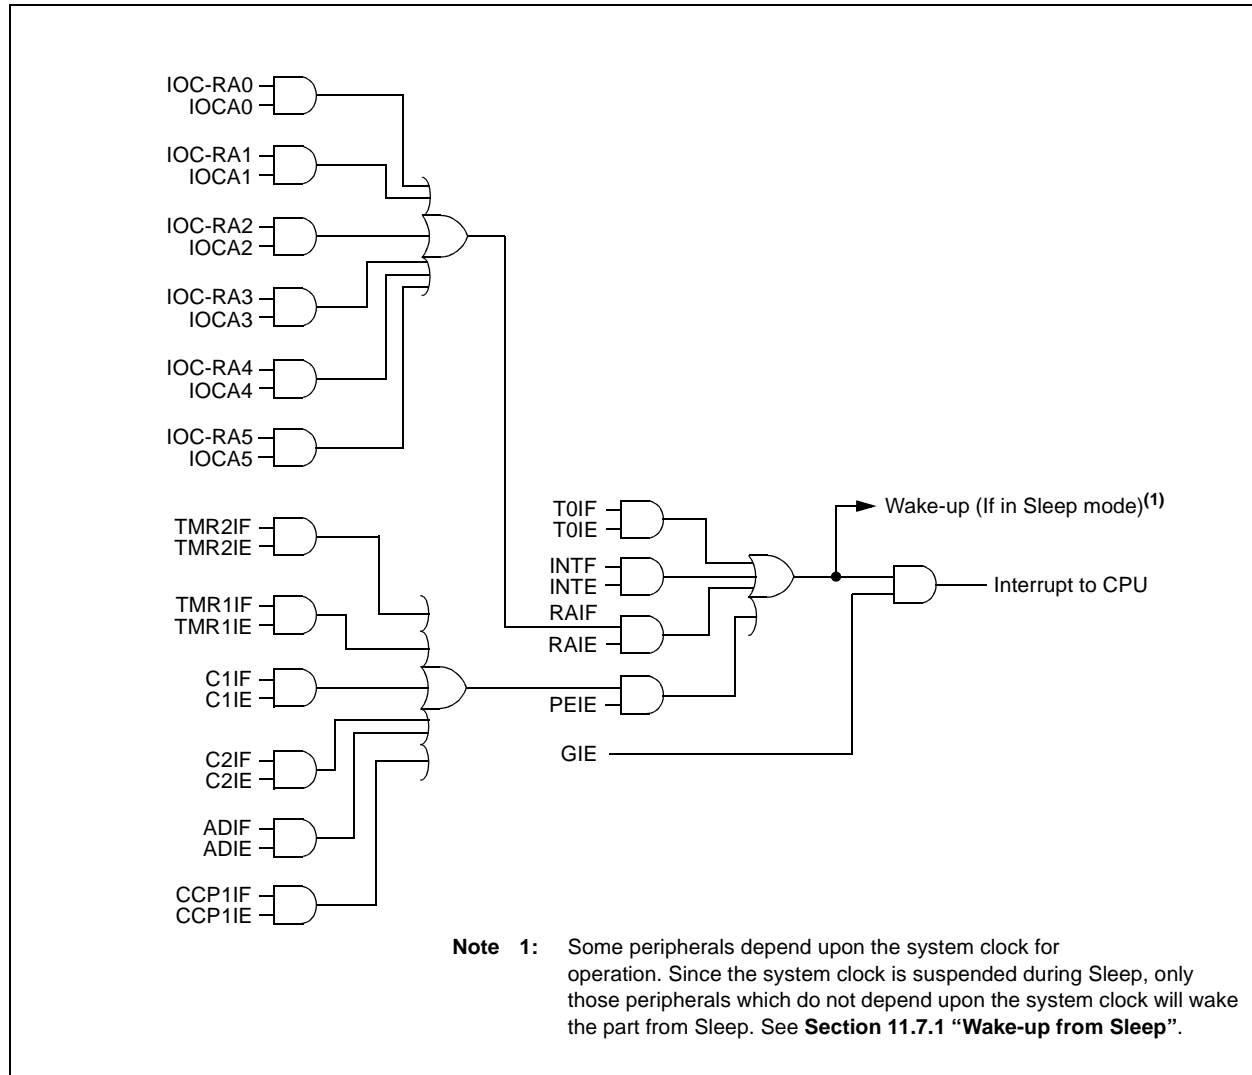 IOC-RA0
IOCA0
IOC-RA1
IOCA1
IOC-RA2
IOCA2
IOC-RA3
IOCA3
IOC-RA4
IOCA4
IOC-RA5
IOCA5
TMR2IF
TMR2IE
TMR1IF
TMR1IE
C1IF
C1IE
C2IF
C2IE
ADIF
ADIE
CCP1IF
CCP1IE
T0IF
T0IE
INTF
INTE
RAIF
RAIE
PEIE
GIE
Wake-up (If in Sleep mode)(1)
Interrupt to CPU
Note 1: Some peripherals depend upon the system clock for
operation. Since the system clock is suspended during Sleep, only
those peripherals which do not depend upon the system clock will wake
the part from Sleep. See Section 11.7.1 “Wake-up from Sleep”.